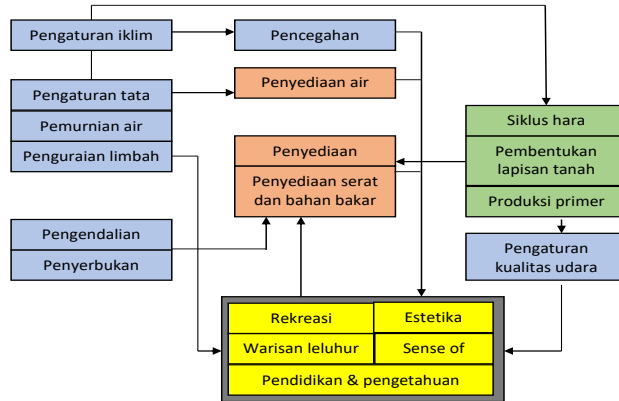 Pengaturan iklim
Pencegahan
Pengaturan tata
Penyediaan air
Pemurnian air
Penguraian limbah
Siklus hara
Pembentukan
lapisan tanah
Produksi primer
Penyediaan
Penyediaan serat
dan bahan bakar
Pengendalian
Penyerbukan
Pengaturan
kualitas udara
Rekreasi
Estetika
Warisan leluhur
Sense of
Pendidikan & pengetahuan